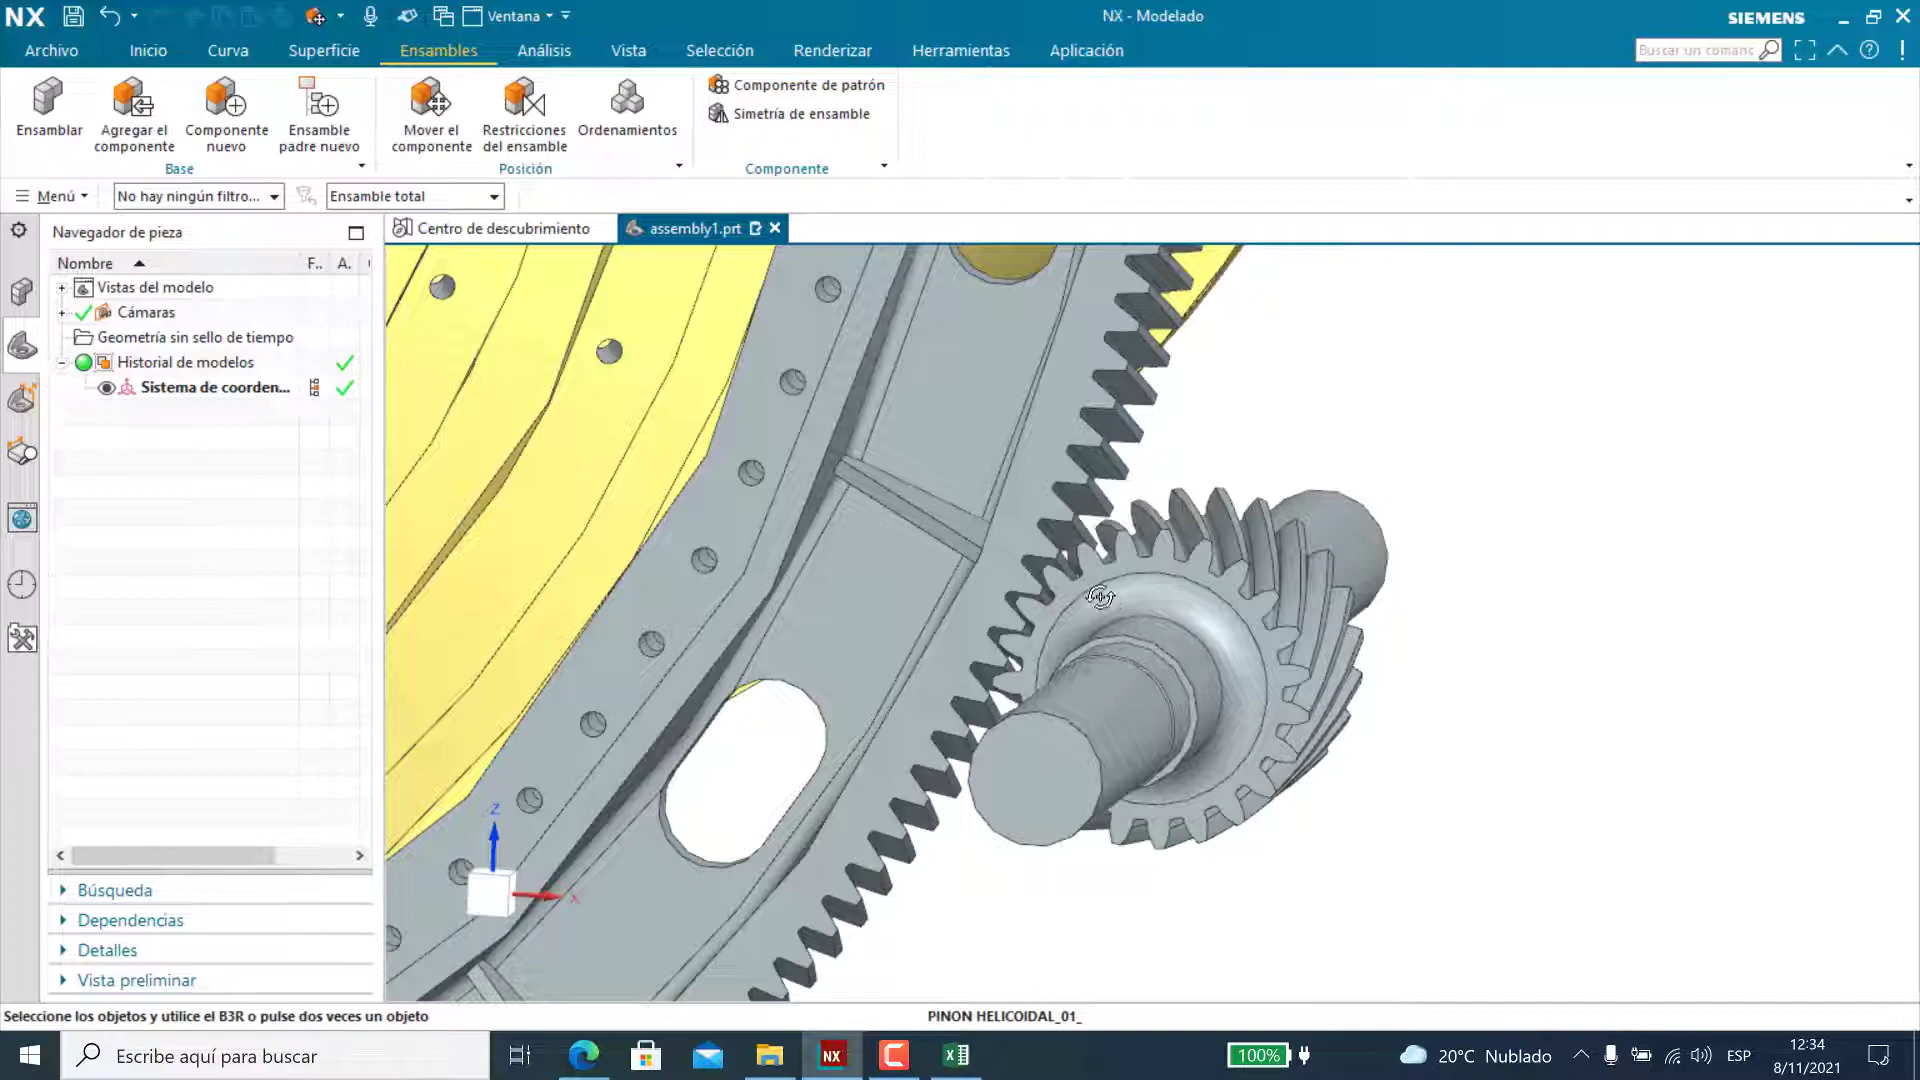 NX
Ventana
NX - Modelado
SIEMENS
Archivo
Inicio
Curva
Superficie
Ensambles
Análisis
Vista
Selección
Renderizar
Herramientas
Aplicación
Buscar un comanc
Ensamblar
Agregar el
componente
Componente
nuevo
Ensamble
padre nuevo
Mover el
componente
Restricciones
del ensamble
Ordenamientos
Componente de patrón
Simetría de ensamble
Base
Posición
Componente
Menú
No hay ningún filtro...
Ensamble total
Navegador de pieza
Centro de descubrimiento
assembly1.prt
Nombre
F..
A.
Vistas del modelo
Cámaras
Geometría sin sello de tiempo
Historial de modelos
Sistema de coorden...
Z
X
Búsqueda
Dependencias
Detalles
Vista preliminar
Seleccione los objetos y utilice el B3R o pulse dos veces un objeto
PINON HELICOIDAL_01_
Escribe aquí para buscar
NX
100%
20°C Nublado
ESP
12:34
8/11/2021